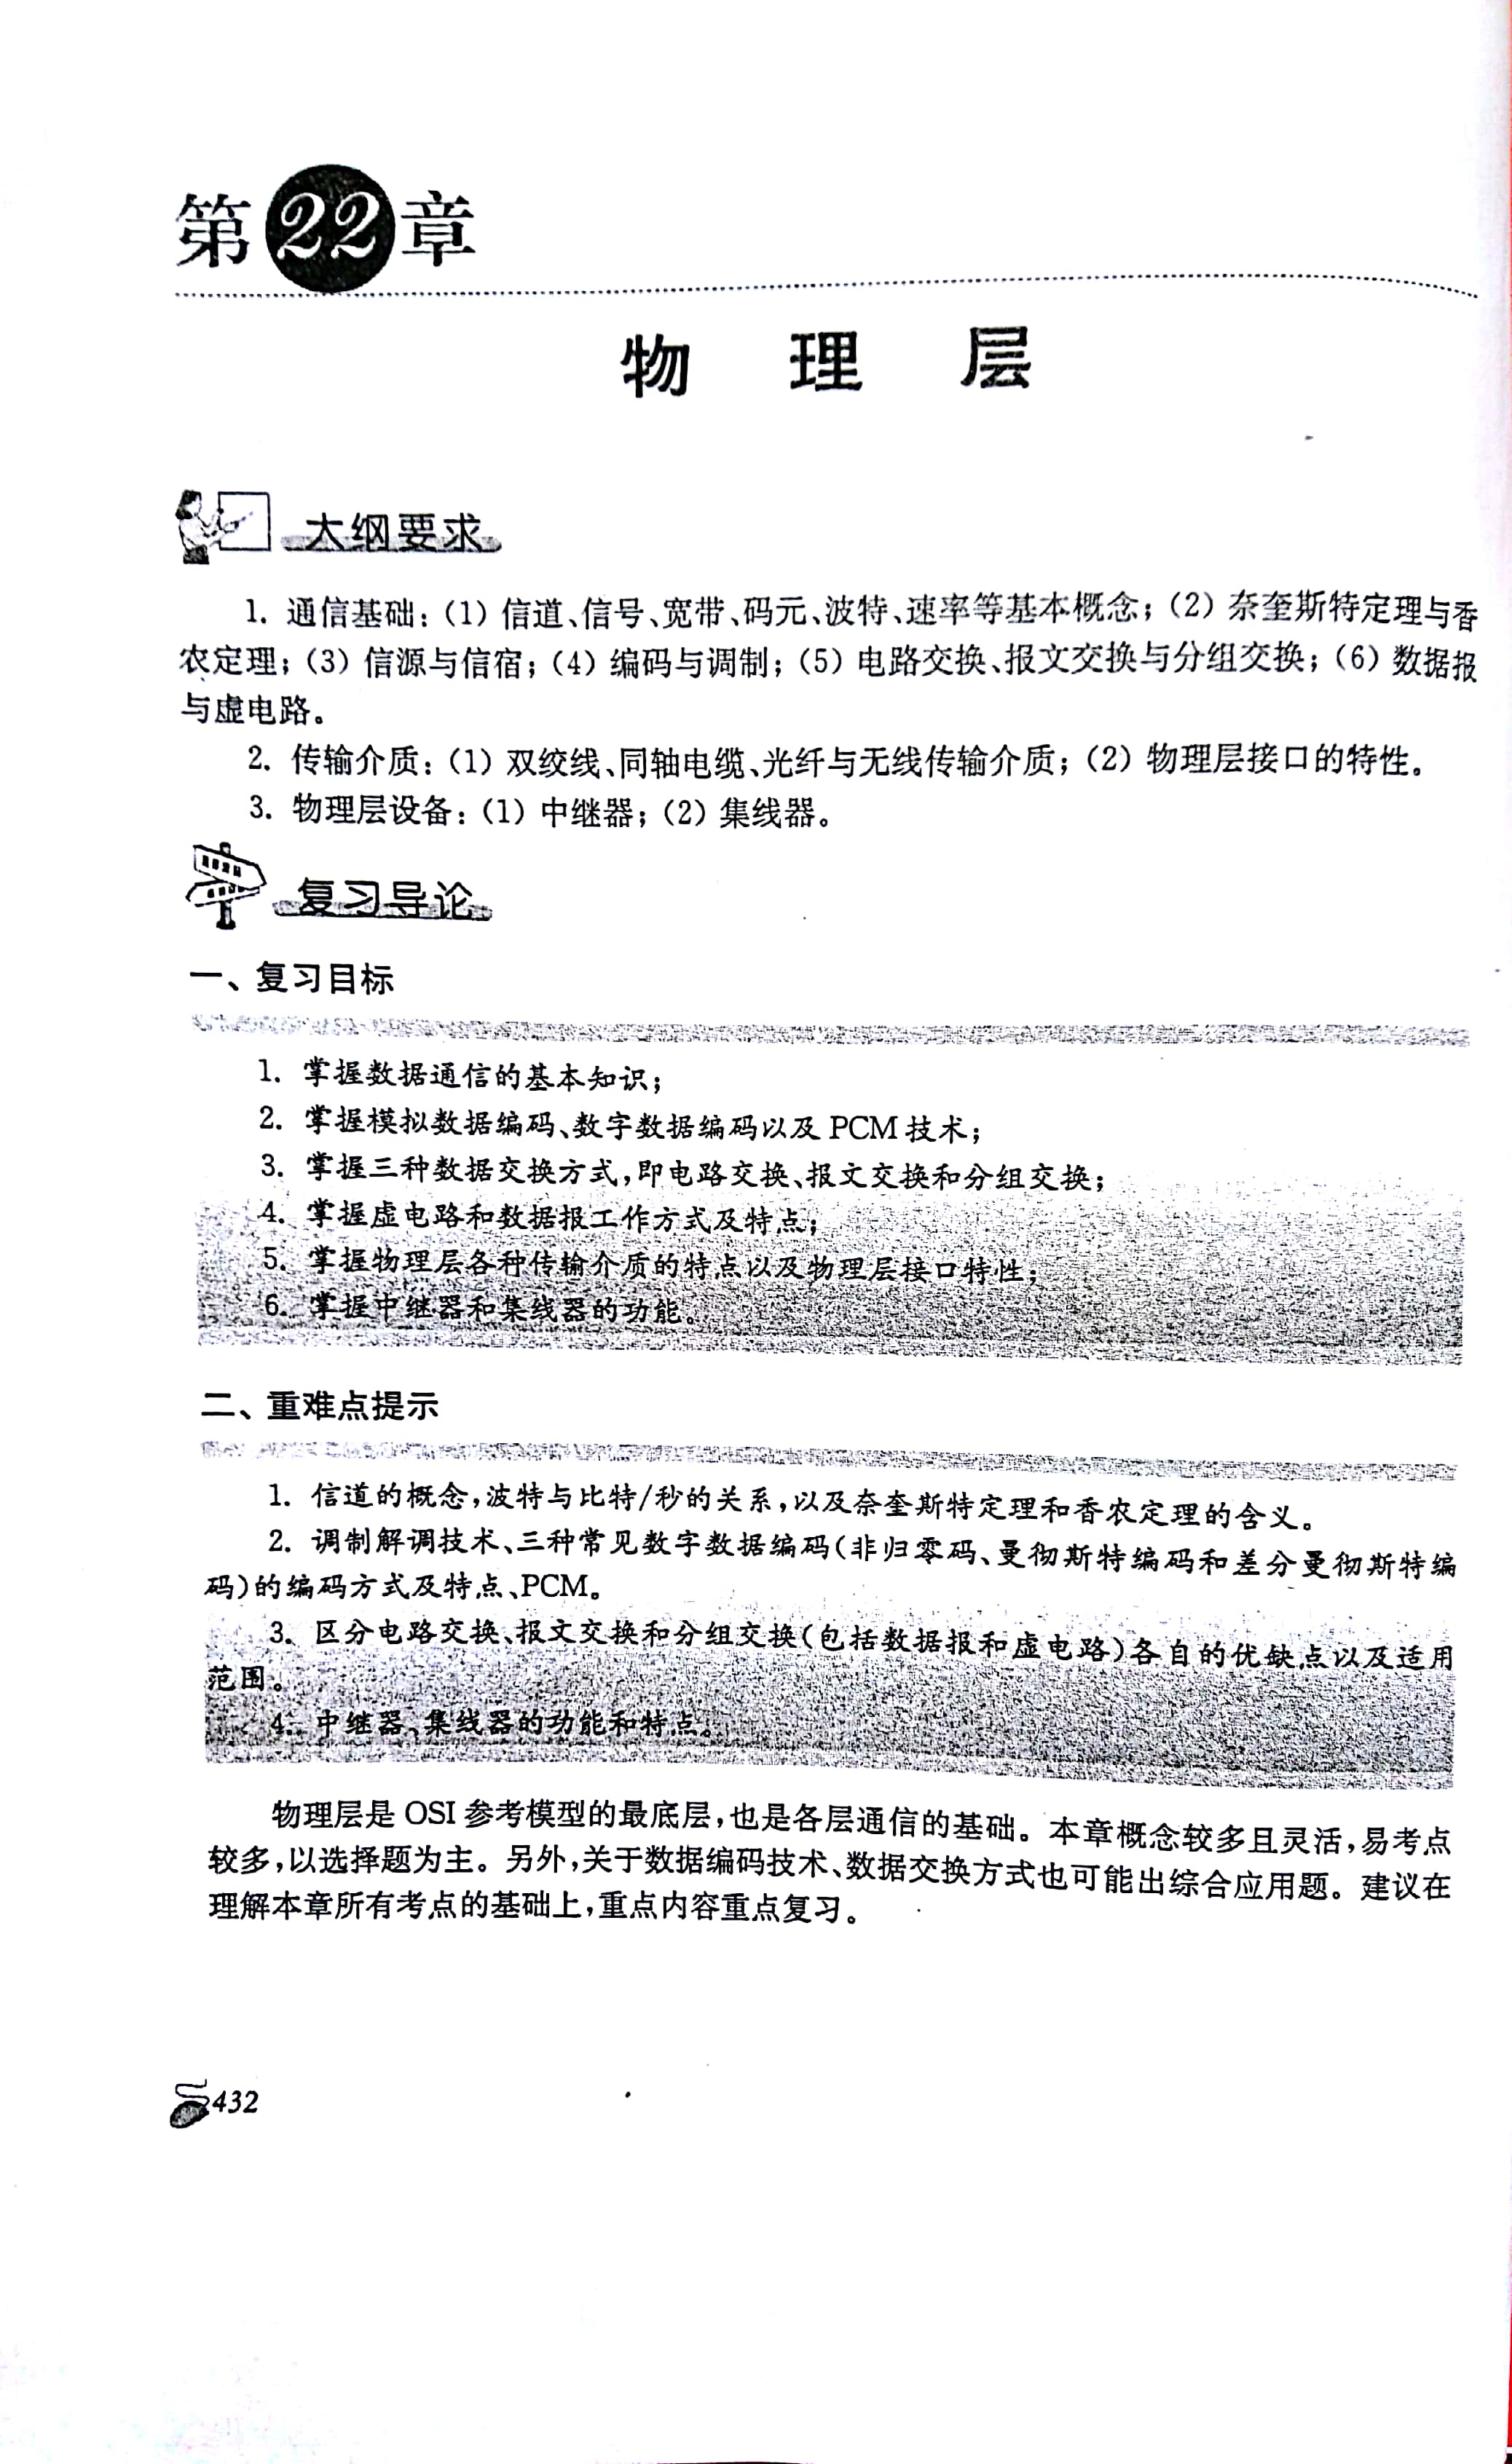 第22章
物 理 层
大纲要求
1. 通信基础：(1) 信道、信号、宽带、码元、波特、速率等基本概念；(2) 奈奎斯特定理与香
农定理；(3) 信源与信宿；(4) 编码与调制；(5) 电路交换、报文交换与分组交换；(6) 数据报
与虚电路。
2. 传输介质：(1) 双绞线、同轴电缆、光纤与无线传输介质；(2) 物理层接口的特性。
3. 物理层设备：(1) 中继器；(2) 集线器。
复习导论
一、复习目标
1. 掌握数据通信的基本知识；
2. 掌握模拟数据编码、数字数据编码以及 PCM 技术；
3. 掌握三种数据交换方式，即电路交换、报文交换和分组交换；
4. 掌握虚电路和数据报工作方式及特点；
5. 掌握物理层各种传输介质的特点以及物理层接口特性；
6. 掌握中继器和集线器的功能。
二、重难点提示
1. 信道的概念，波特与比特/秒的关系，以及奈奎斯特定理和香农定理的含义。
2. 调制解调技术、三种常见数字数据编码(非归零码、曼彻斯特编码和差分曼彻斯特编
码)的编码方式及特点、PCM。
3. 区分电路交换、报文交换和分组交换(包括数据报和虚电路)各自的优缺点以及适用
范围。
4. 中继器、集线器的功能和特点。
物理层是 OSI 参考模型的最底层，也是各层通信的基础。本章概念较多且灵活，易考点
较多，以选择题为主。另外，关于数据编码技术、数据交换方式也可能出综合应用题。建议在
理解本章所有考点的基础上，重点内容重点复习。
432